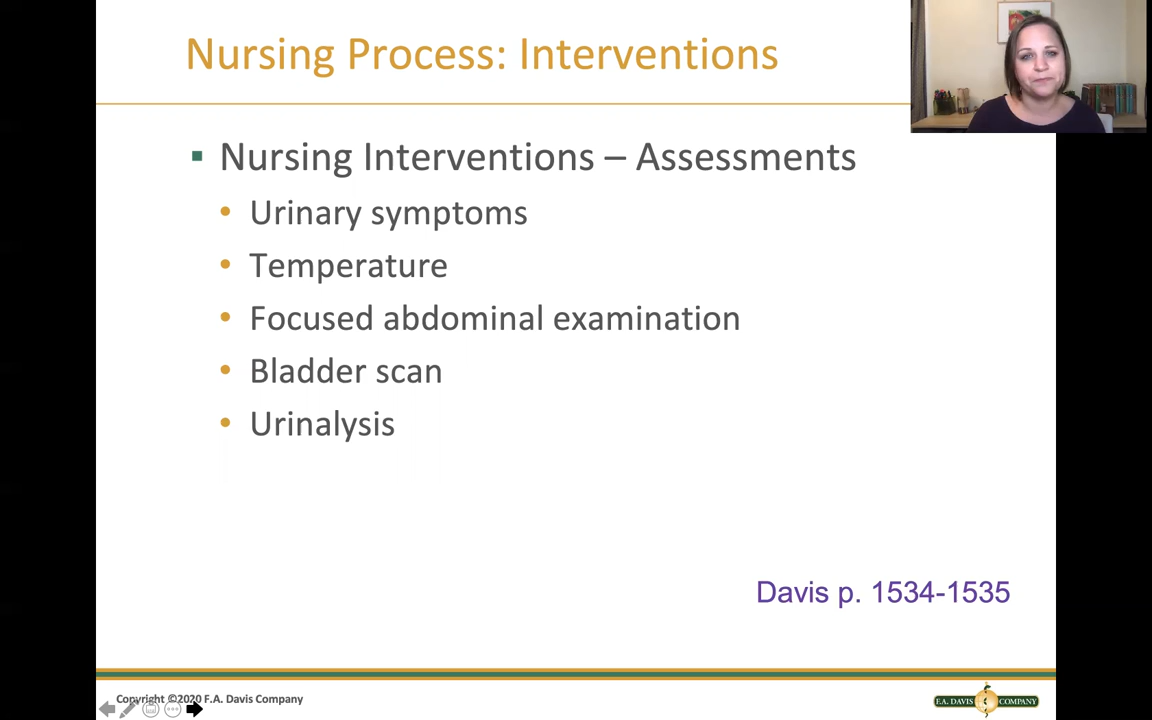 Nursing Process: Interventions
Nursing Interventions – Assessments
Urinary symptoms
Temperature
Focused abdominal examination
Bladder scan
Urinalysis
Davis p. 1534-1535
Copyright ©2020 F.A. Davis Company
F.A. DAVIS COMPANY